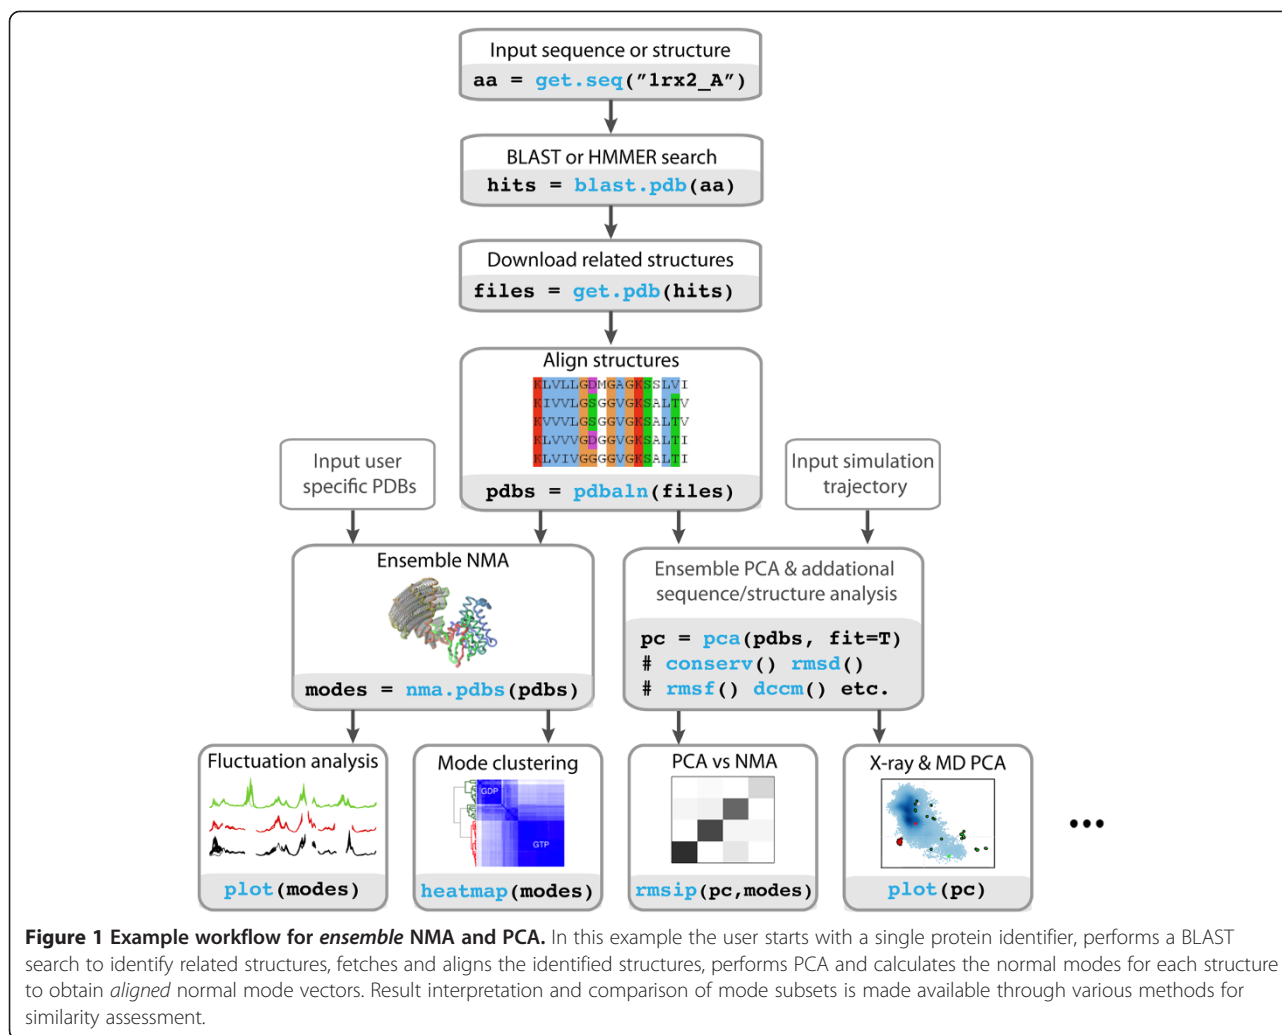 Input sequence or structure
aa = get.seq("1rx2_A")
BLAST or HMMER search
hits = blast.pdb(aa)
Download related structures
files = get.pdb(hits)
Align structures
KLVLLGDMGAGKSSLVI
KIVVLGSGGVGKSALTV
KVVVLGSGGVGKSALTV
KLVVVGDGGVGKSALTI
KLVIVGGGGVGKSALTI
pdbs = pdbaln(files)
Input user
specific PDBs
Input simulation
trajectory
Ensemble NMA
modes = nma.pdbs(pdbs)
Ensemble PCA & addational
sequence/structure analysis
pc = pca(pdbs, fit=T)
# conserv() rmsd()
# rmsf() dccm() etc.
Fluctuation analysis
plot(modes)
Mode clustering
GDP
GTP
heatmap(modes)
PCA vs NMA
rmsip(pc,modes)
X-ray & MD PCA
plot(pc)
•••
Figure 1 Example workflow for ensemble NMA and PCA. In this example the user starts with a single protein identifier, performs a BLAST
search to identify related structures, fetches and aligns the identified structures, performs PCA and calculates the normal modes for each structure
to obtain aligned normal mode vectors. Result interpretation and comparison of mode subsets is made available through various methods for
similarity assessment.